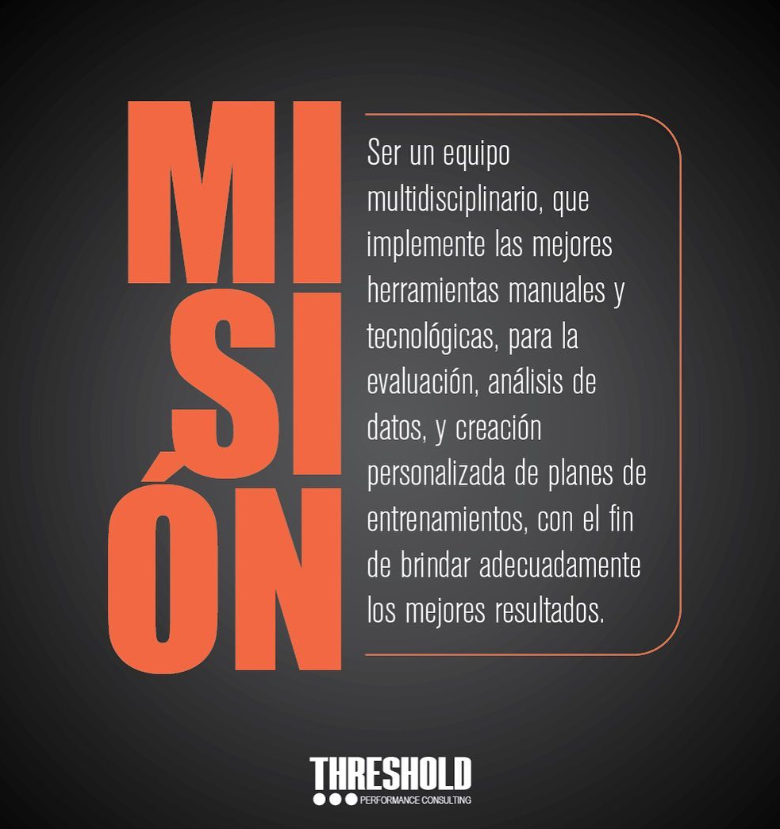 MI
SI
ÓN
Ser un equipo
multidisciplinario, que
implemente las mejores
herramientas manuales y
tecnológicas, para la
evaluación, análisis de
datos, y creación
personalizada de planes de
entrenamientos, con el fin
de brindar adecuadamente
los mejores resultados.
THRESHOLD
PERFORMANCE CONSULTING